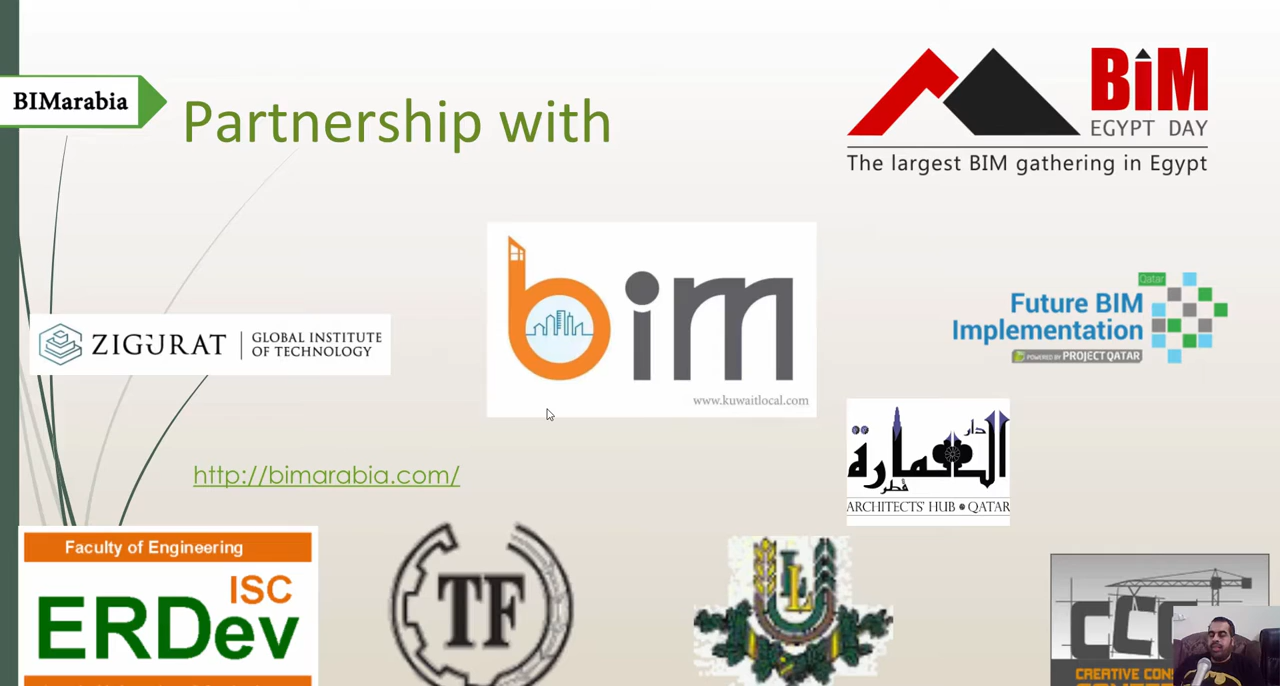 BIMarabia
Partnership with
BiM
EGYPT DAY
The largest BIM gathering in Egypt
bim
www.kuwaitlocal.com
ZIGURAT
GLOBAL INSTITUTE
OF TECHNOLOGY
Qatar
Future BIM
Implementation
POWERED BY PROJECT QATAR
دار
العمارة
قطر
ARCHITECTS' HUB • QATAR
http://bimarabia.com/
Faculty of Engineering
ISC
ERDev
TF
LL
CREATIVE